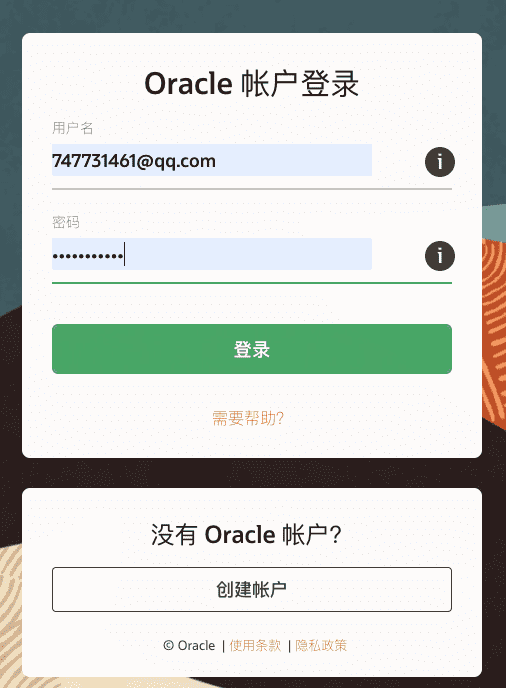 Oracle 帐户登录
用户名
747731461@qq.com
i
密码
•••••••••••
i
登录
需要帮助?
没有 Oracle 帐户?
创建帐户
© Oracle | 使用条款 | 隐私政策